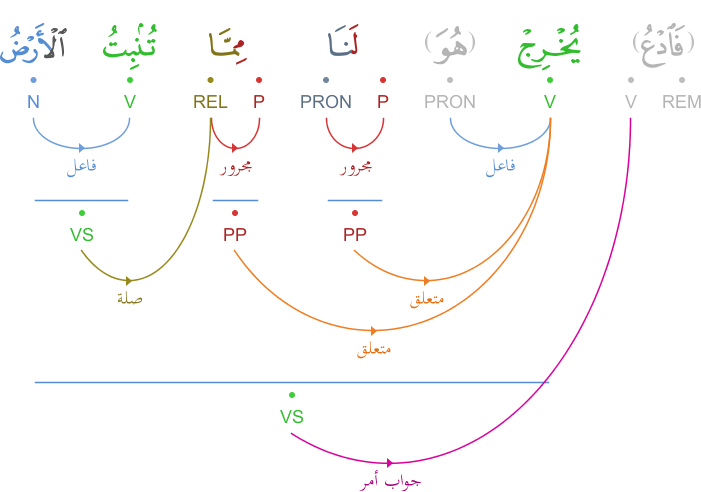 (فَٱدْعُ) يُخْرِجْ (هُوَ) لَنَا مِمَّا تُنۢبِتُ ٱلْأَرْضُ
REM V V PRON P PRON P REL V N
فاعل مجرور مجرور فاعل
PP PP VS
متعلق صلة
متعلق
VS
جواب أمر